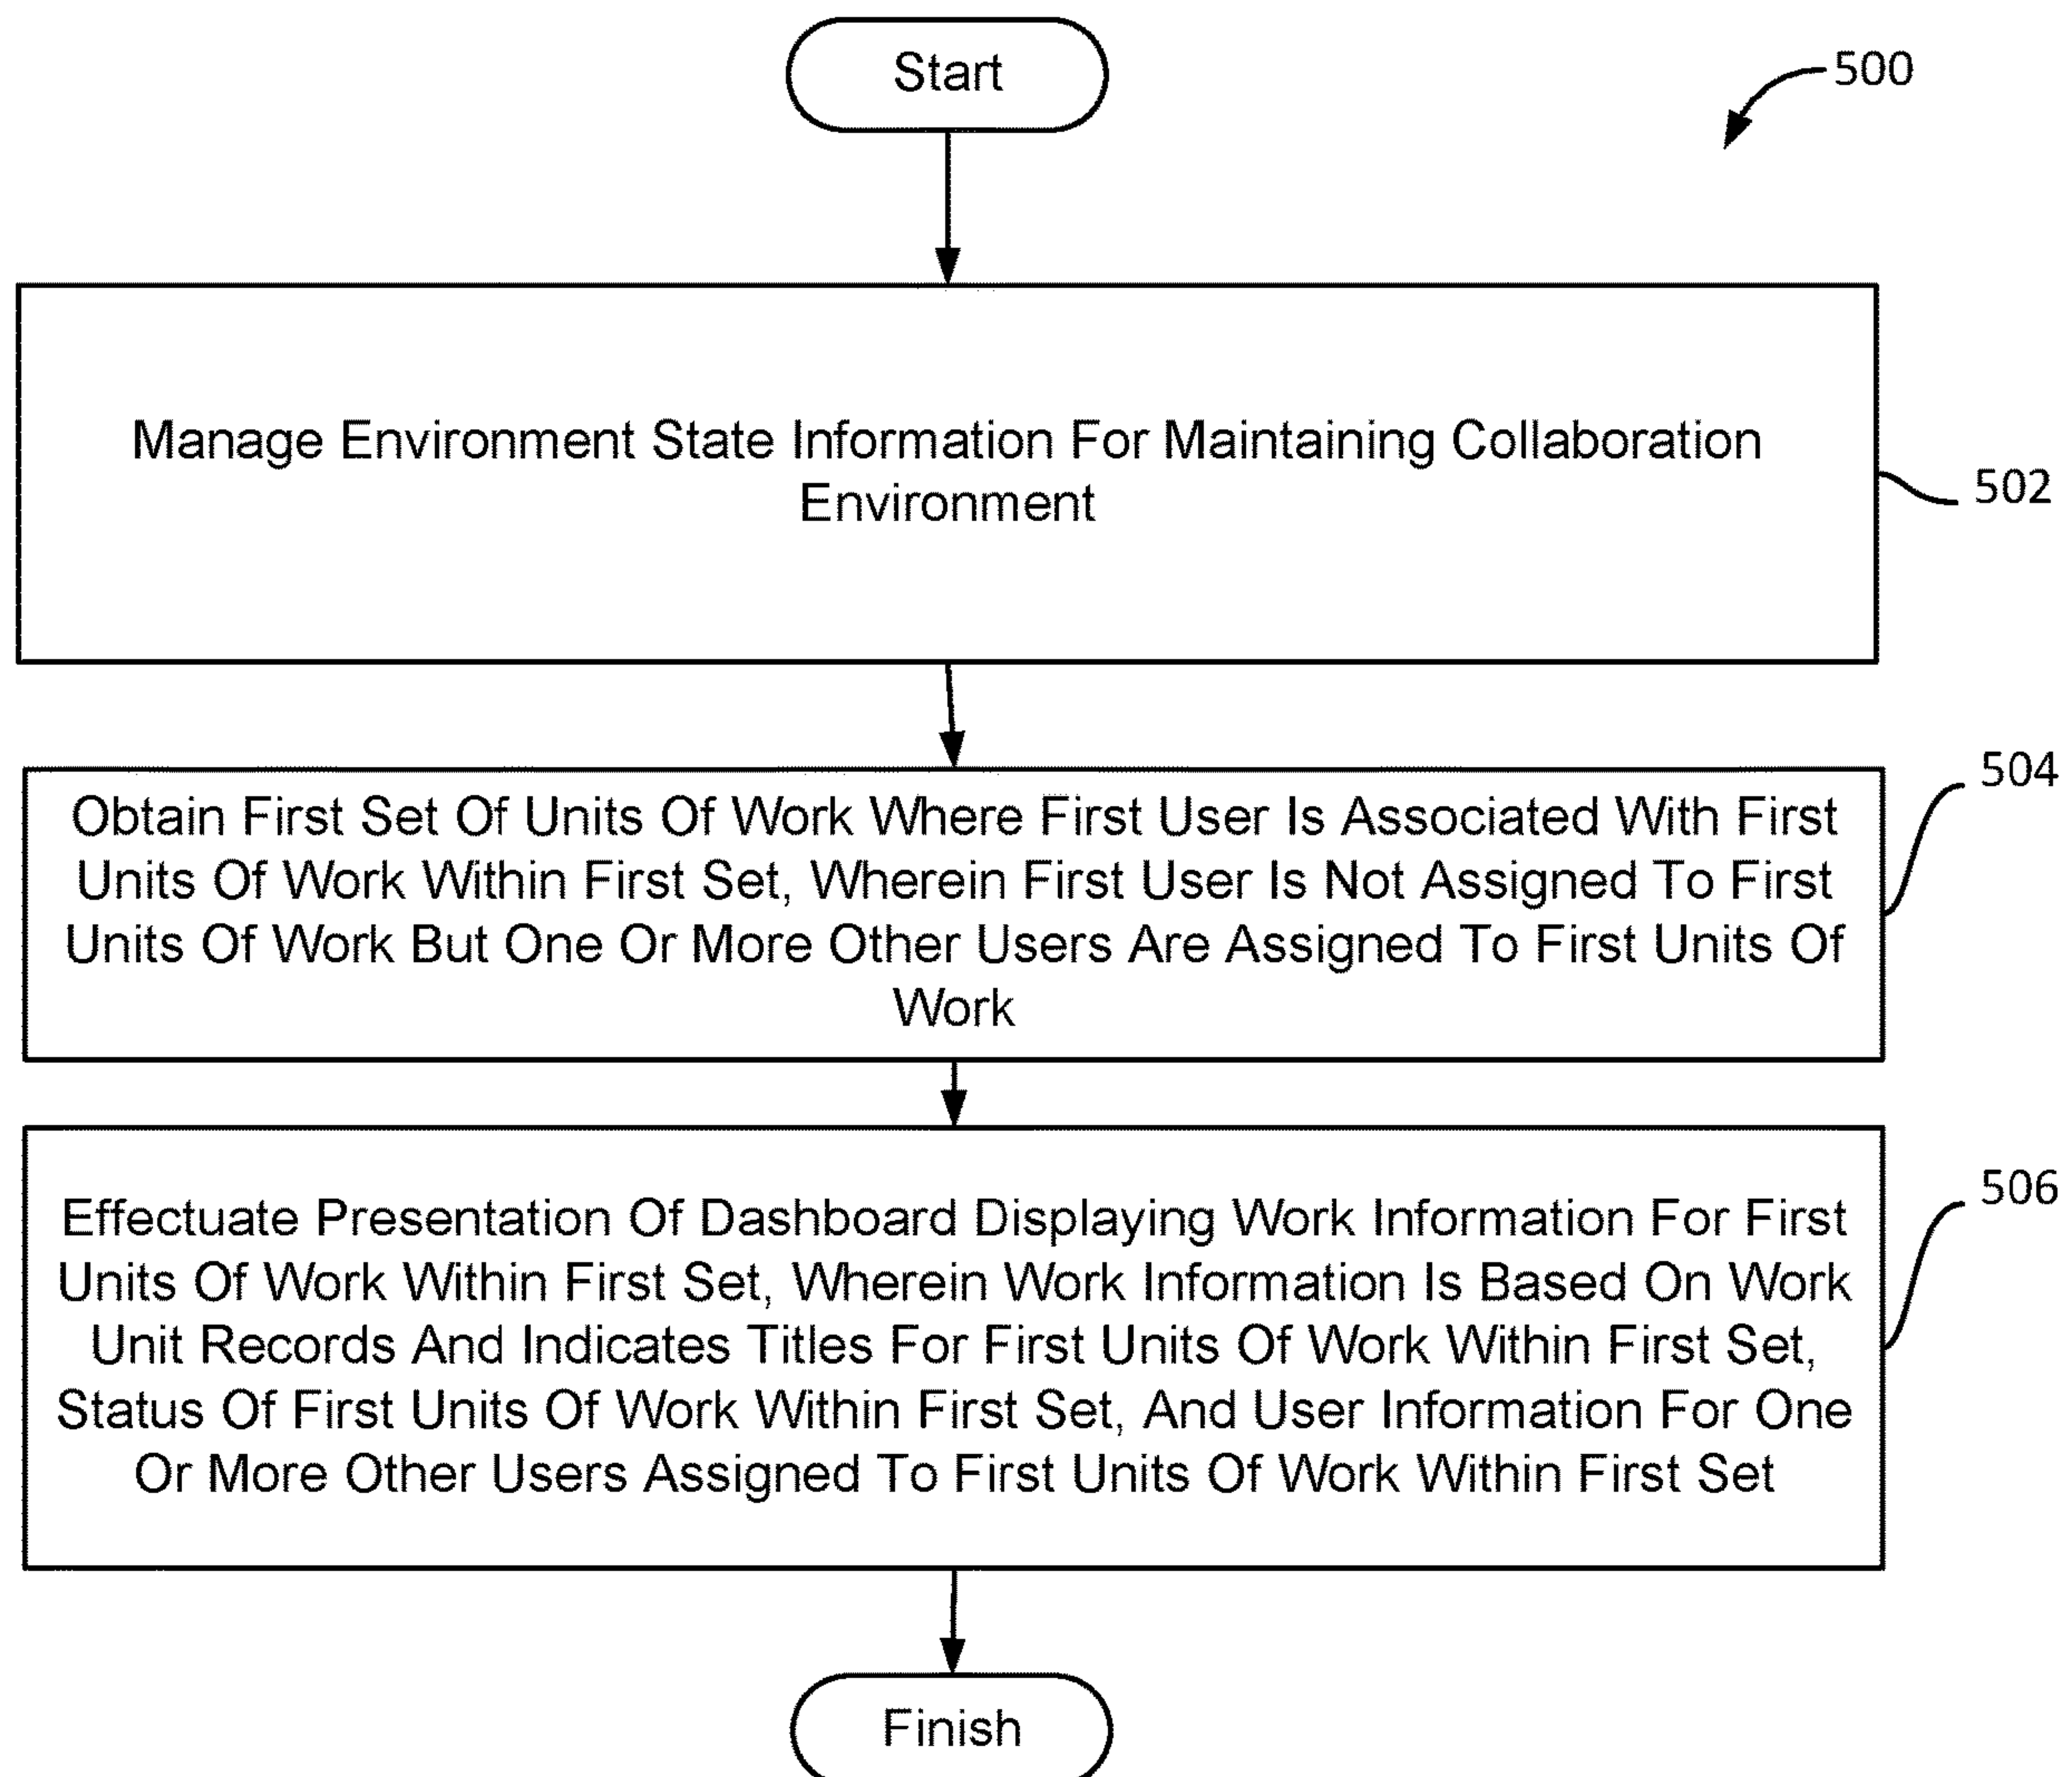 Start
500
Manage Environment State Information For Maintaining Collaboration
Environment
502
Obtain First Set Of Units Of Work Where First User Is Associated With First
Units Of Work Within First Set, Wherein First User Is Not Assigned To First
Units Of Work But One Or More Other Users Are Assigned To First Units Of
Work
504
Effectuate Presentation Of Dashboard Displaying Work Information For First
Units Of Work Within First Set, Wherein Work Information Is Based On Work
Unit Records And Indicates Titles For First Units Of Work Within First Set,
Status Of First Units Of Work Within First Set, And User Information For One
Or More Other Users Assigned To First Units Of Work Within First Set
506
Finish